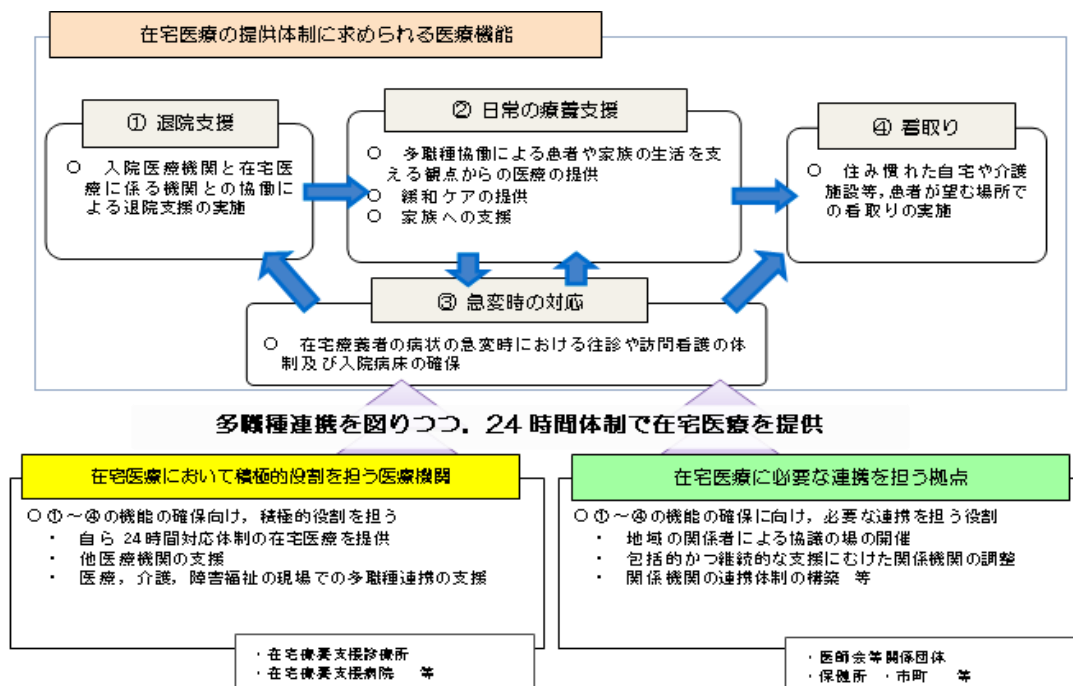 在宅医療の提供体制に求められる医療機能
① 退院支援
○ 入院医療機関と在宅医
療に係る機関との協働に
よる退院支援の実施
② 日常の療養支援
○ 多職種協働による患者や家族の生活を支
える観点からの医療の提供
○ 緩和ケアの提供
○ 家族への支援
④ 看取り
○ 住み慣れた自宅や介護
施設等,患者が望む場所で
の看取りの実施
③ 急変時の対応
○ 在宅療養者の病状の急変時における往診や訪問看護の体
制及び入院病床の確保
多職種連携を図りつつ，24時間体制で在宅医療を提供
在宅医療において積極的役割を担う医療機関
○①～④の機能の確保向け，積極的役割を担う
・ 自ら24時間対応体制の在宅医療を提供
・ 他医療機関の支援
・ 医療，介護，障害福祉の現場での多職種連携の支援
・在宅療養支援診療所
・在宅療養支援病院 等
在宅医療に必要な連携を担う拠点
○①～④の機能の確保に向け，必要な連携を担う役割
・ 地域の関係者による協議の場の開催
・ 包括的かつ継続的な支援にむけた関係機関の調整
・ 関係機関の連携体制の構築 等
・医師会等関係団体
・保健所 ・市町 等